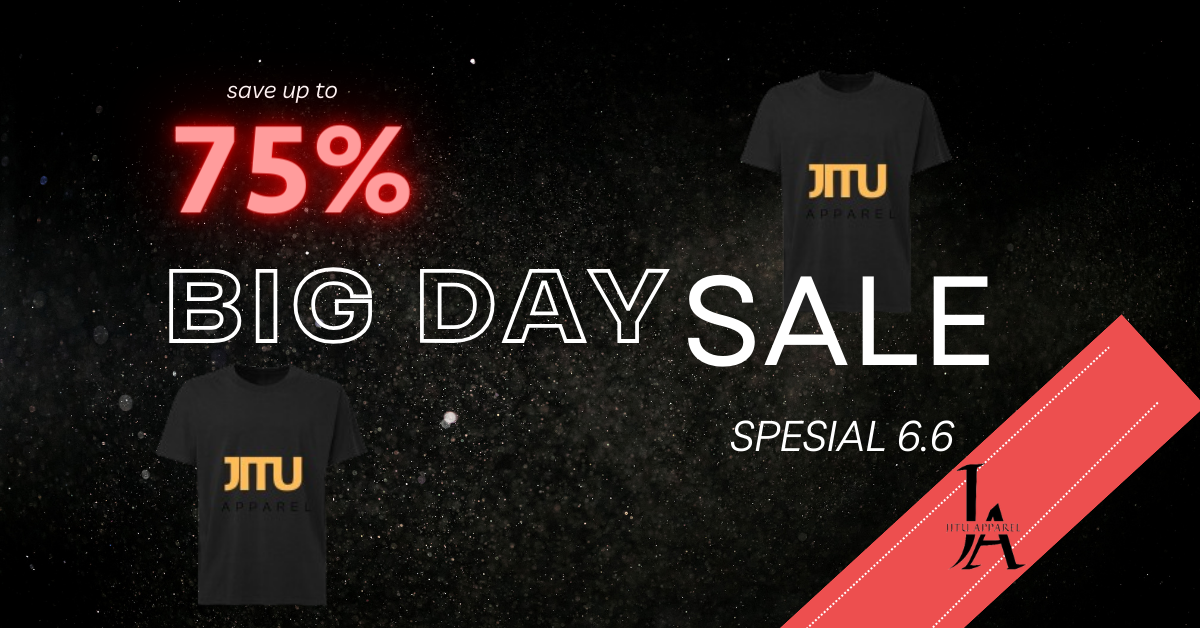 save up to
75%
JITU
APPAREL
BIG DAY SALE
SPESIAL 6.6
JITU
APPAREL
JA
JITU APPAREL